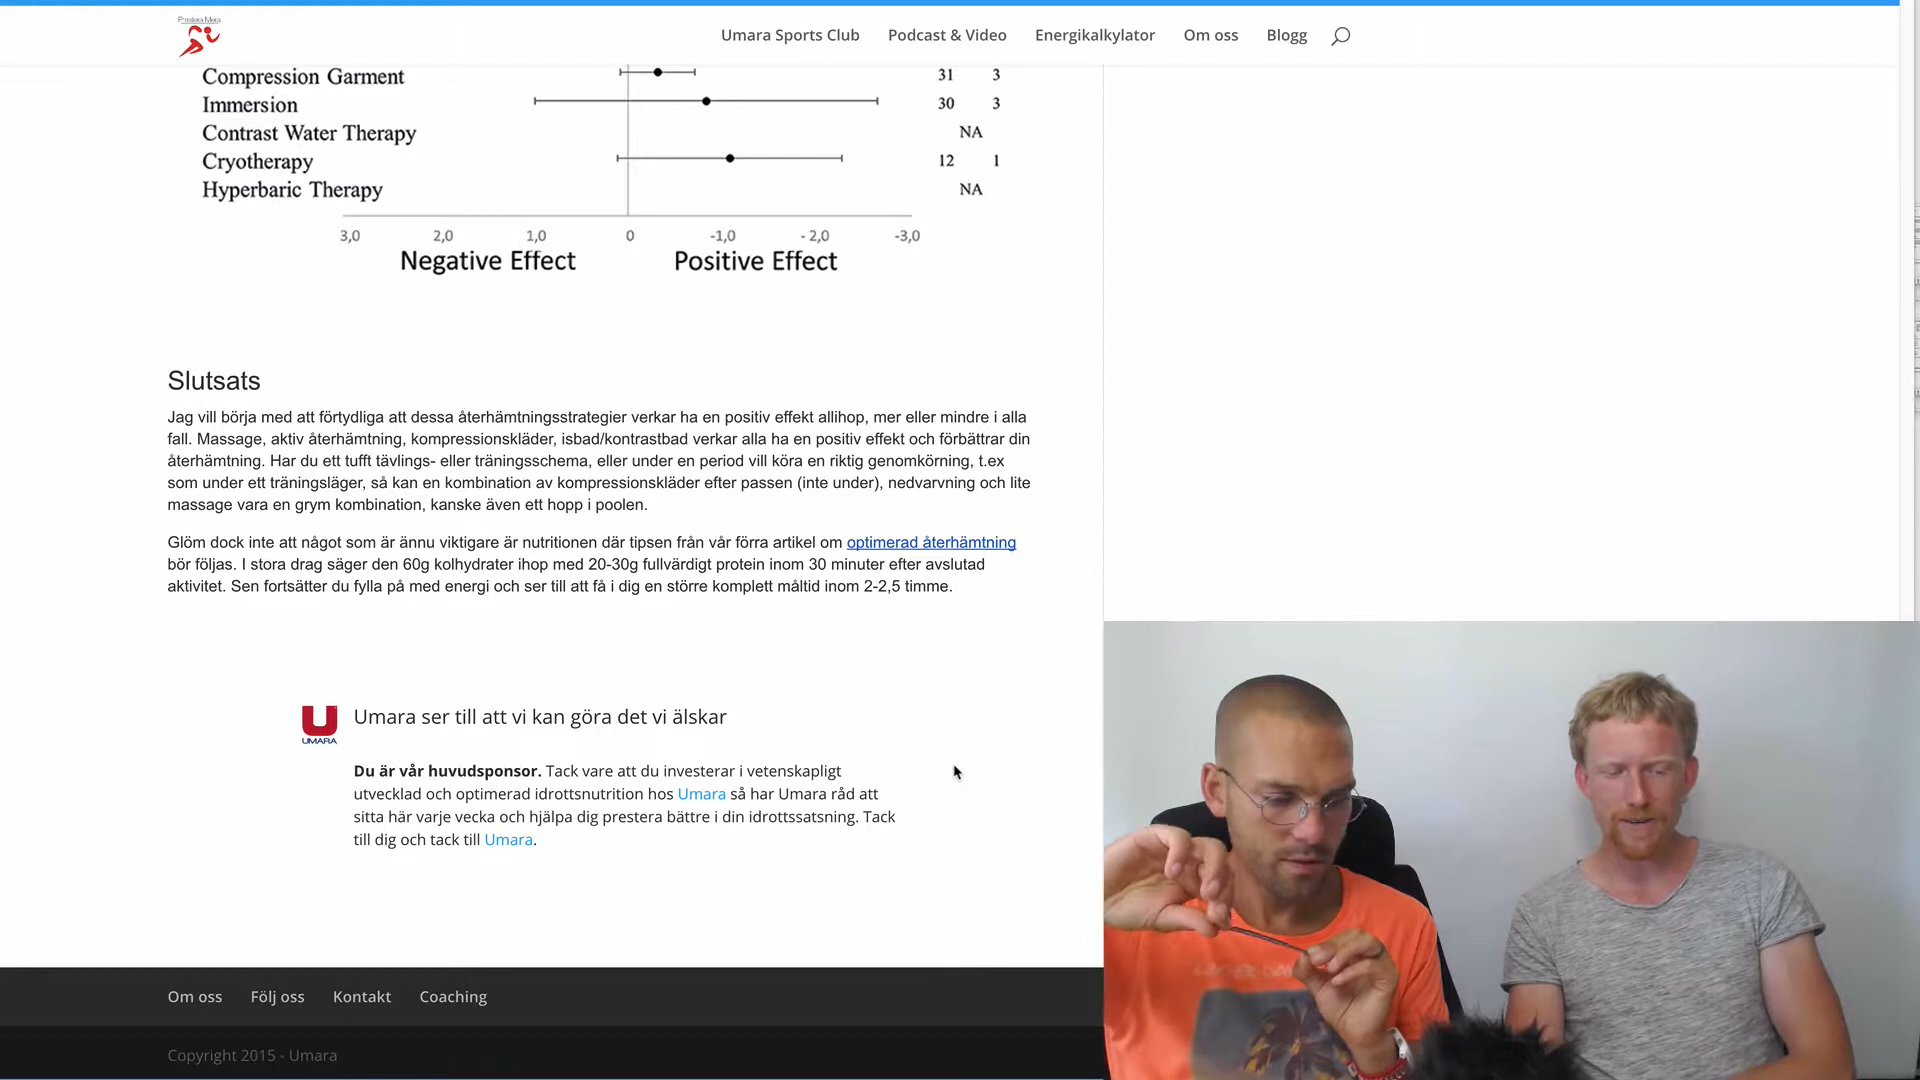 Prestera Mera
Umara Sports Club Podcast & Video Energikalkylator Om oss Blogg
Compression Garment 31 3
Immersion 30 3
Contrast Water Therapy NA
Cryotherapy 12 1
Hyperbaric Therapy NA
3,0 2,0 1,0 0 -1,0 - 2,0 -3,0
Negative Effect Positive Effect
Slutsats
Jag vill börja med att förtydliga att dessa återhämtningsstrategier verkar ha en positiv effekt allihop, mer eller mindre i alla
fall. Massage, aktiv återhämtning, kompressionskläder, isbad/kontrastbad verkar alla ha en positiv effekt och förbättrar din
återhämtning. Har du ett tufft tävlings- eller träningsschema, eller under en period vill köra en riktig genomkörning, t.ex
som under ett träningsläger, så kan en kombination av kompressionskläder efter passen (inte under), nedvarvning och lite
massage vara en grym kombination, kanske även ett hopp i poolen.
Glöm dock inte att något som är ännu viktigare är nutritionen där tipsen från vår förra artikel om optimerad återhämtning
bör följas. I stora drag säger den 60g kolhydrater ihop med 20-30g fullvärdigt protein inom 30 minuter efter avslutad
aktivitet. Sen fortsätter du fylla på med energi och ser till att få i dig en större komplett måltid inom 2-2,5 timme.
UMARA
Umara ser till att vi kan göra det vi älskar
Du är vår huvudsponsor. Tack vare att du investerar i vetenskapligt
utvecklad och optimerad idrottsnutrition hos Umara så har Umara råd att
sitta här varje vecka och hjälpa dig prestera bättre i din idrottssatsning. Tack
till dig och tack till Umara.
Om oss Följ oss Kontakt Coaching
Copyright 2015 - Umara